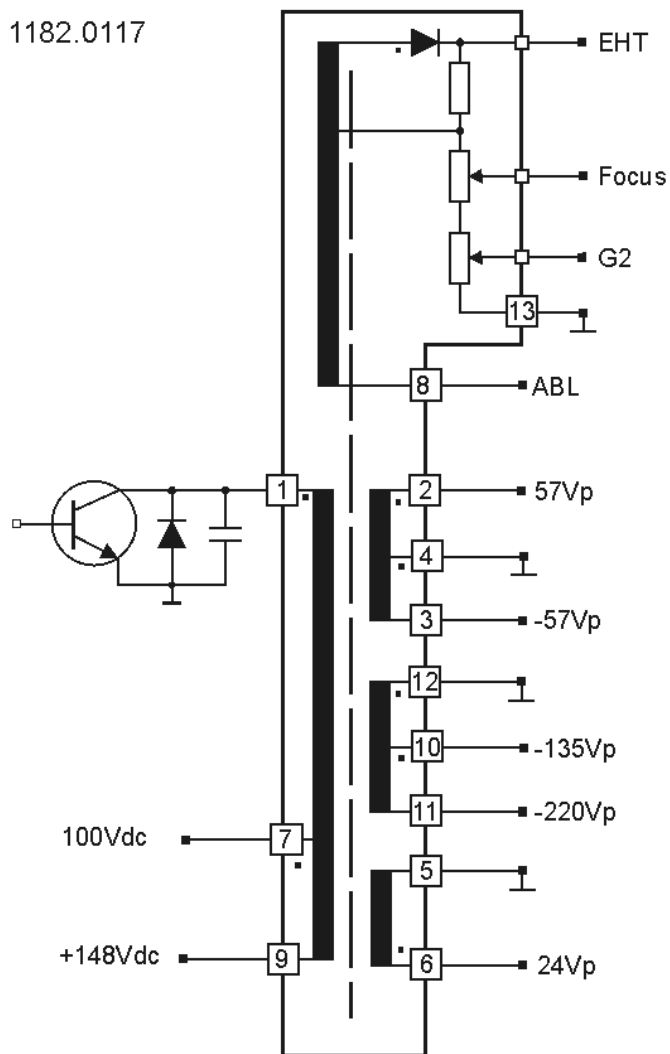 1182.0117
EHT
Focus
G2
13
8 ABL
1 2 57Vp
4
3 -57Vp
12
10 -135Vp
11 -220Vp
100Vdc 7
5
+148Vdc 9
6 24Vp